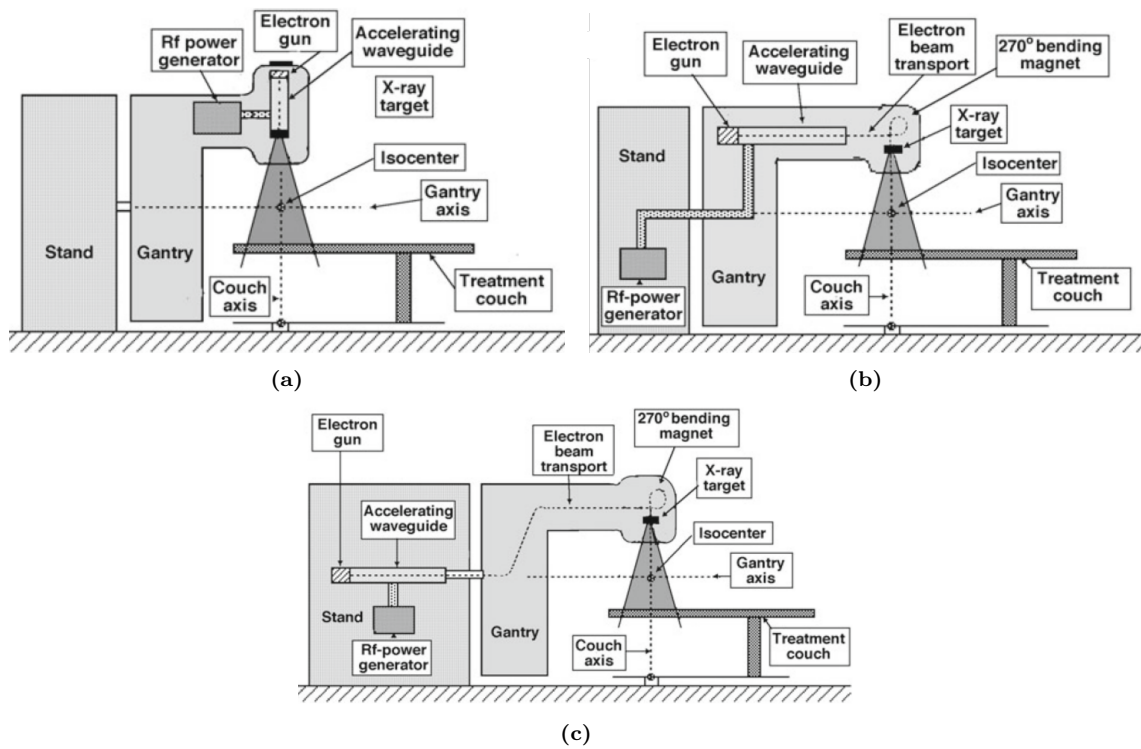 Electron
gun
Accelerating
waveguide
Rf power
generator
X-ray
target
Isocenter
Gantry
axis
Stand
Gantry
Couch
axis
Treatment
couch
(a)
Electron
gun
Accelerating
waveguide
Electron
beam
transport
270° bending
magnet
X-ray
target
Stand
Isocenter
Gantry
axis
Gantry
Couch
axis
Treatment
couch
Rf-power
generator
(b)
Electron
gun
Electron
beam
transport
270° bending
magnet
X-ray
target
Accelerating
waveguide
Isocenter
Gantry
axis
Stand
Gantry
Rf-power
generator
Couch
axis
Treatment
couch
(c)